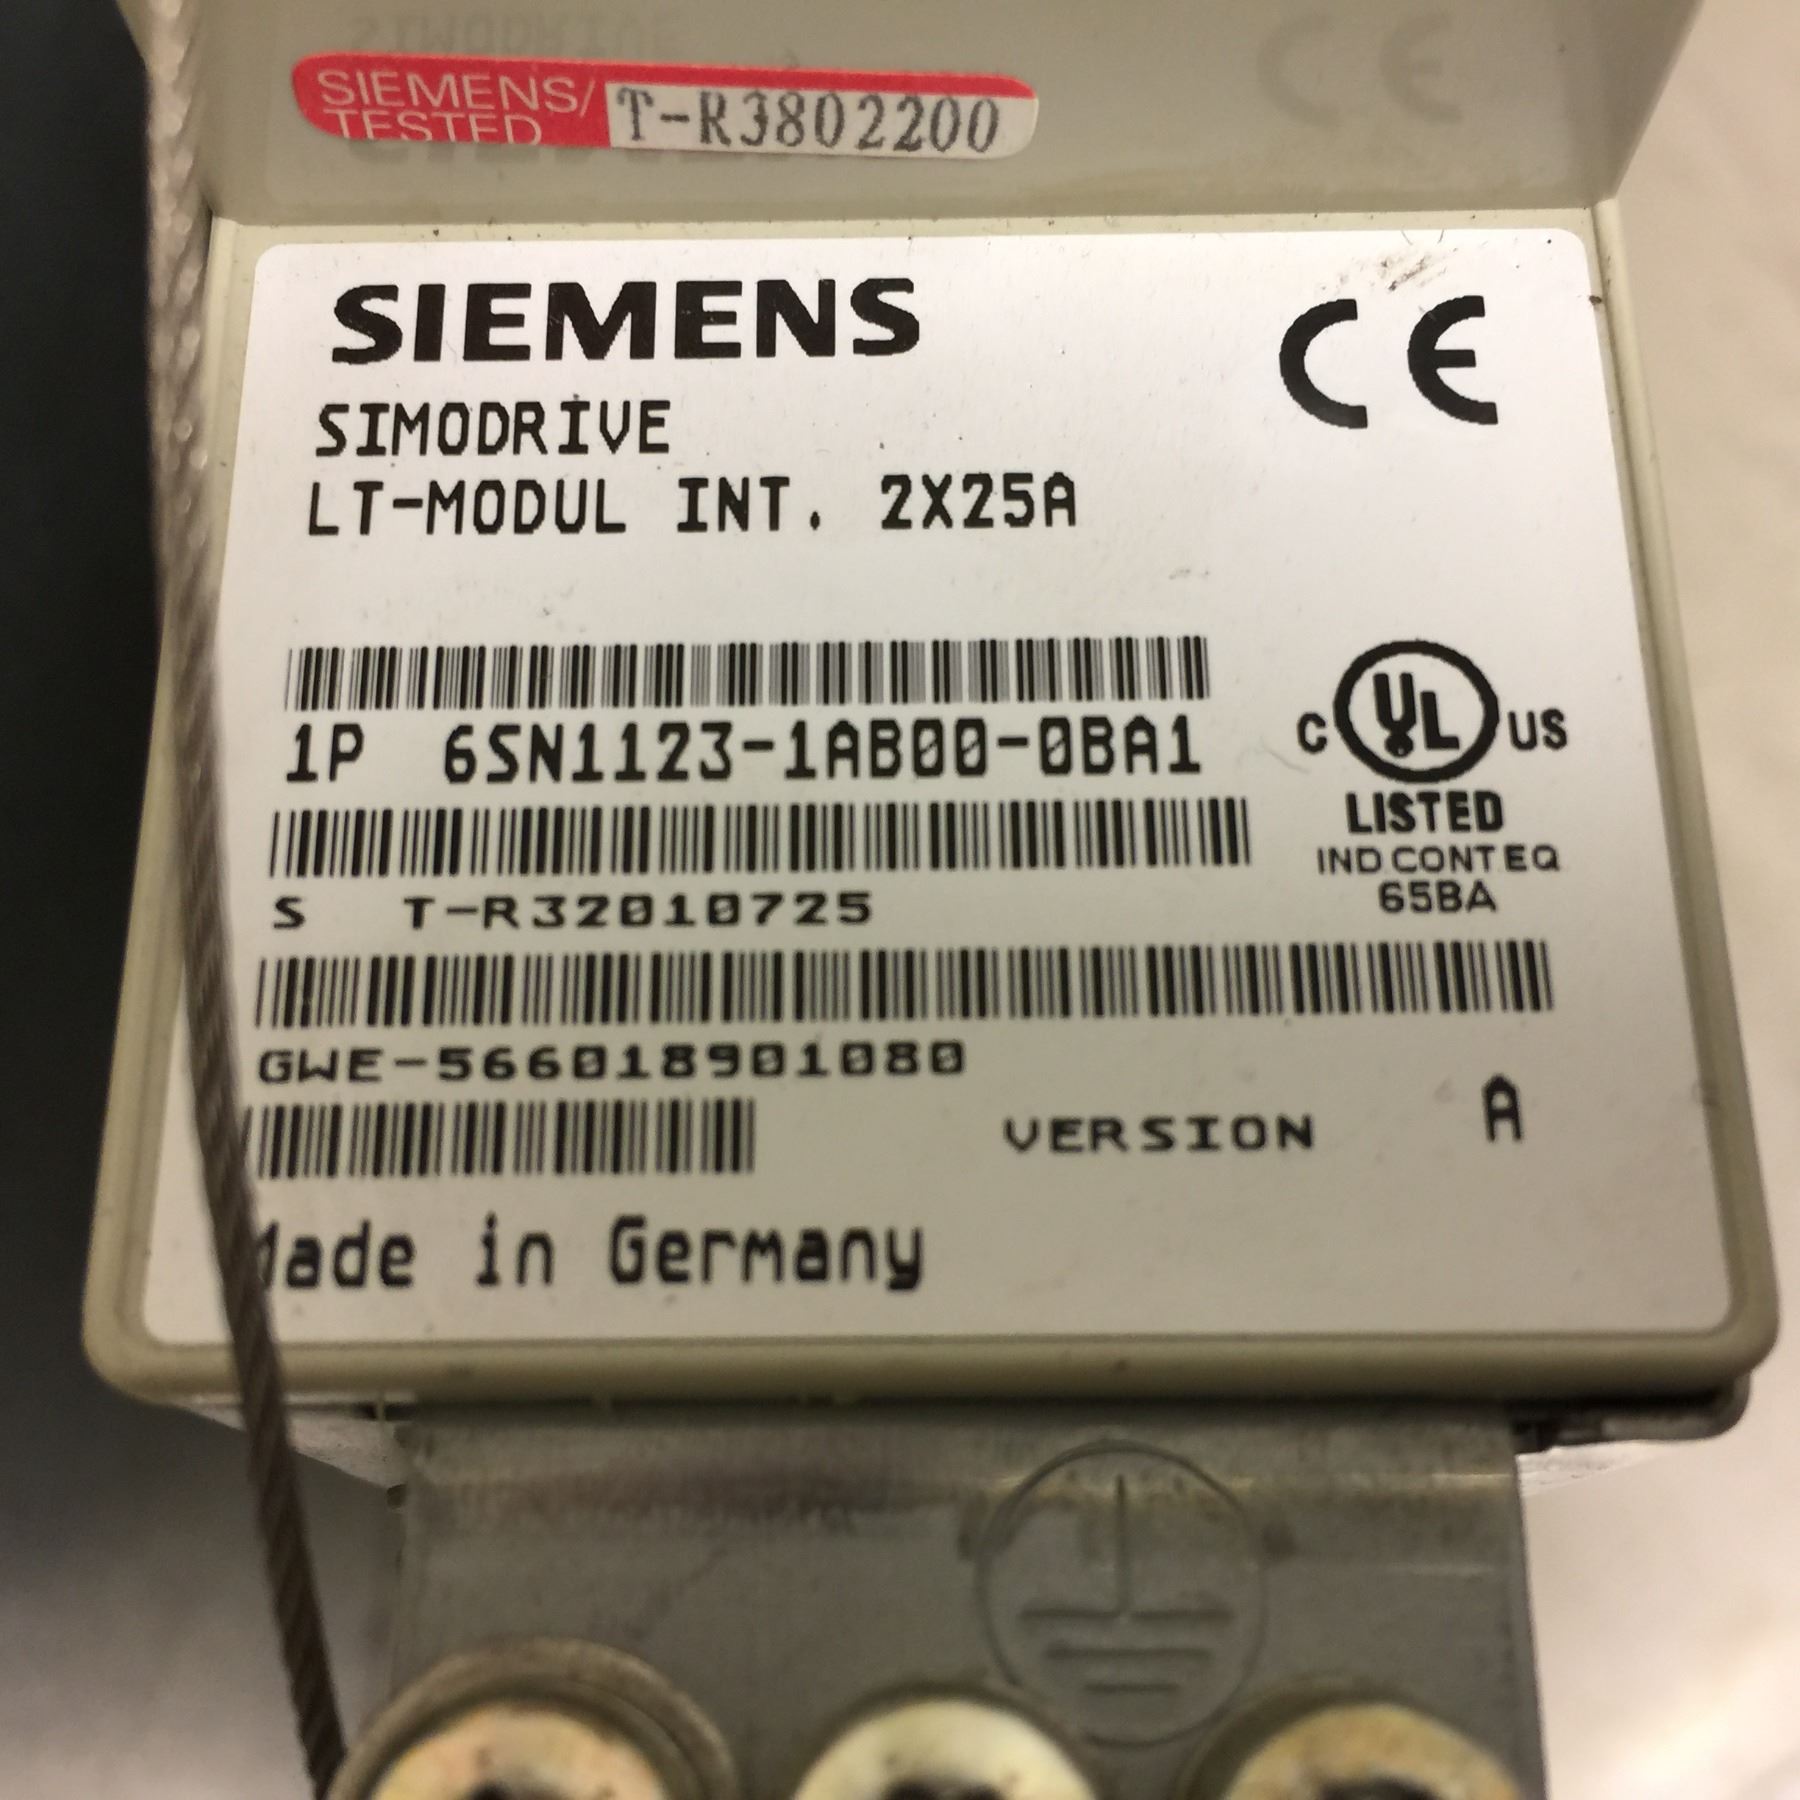 SIEMENS/ T-R3802200
TESTED
SIEMENS CE
SIMODRIVE
LT-MODUL INT. 2X25A
1P 6SN1123-1AB00-0BA1
C UL US
LISTED
IND.CONT.EQ
65BA
S T-R32010725
GWE-566018901080
VERSION A
Made in Germany